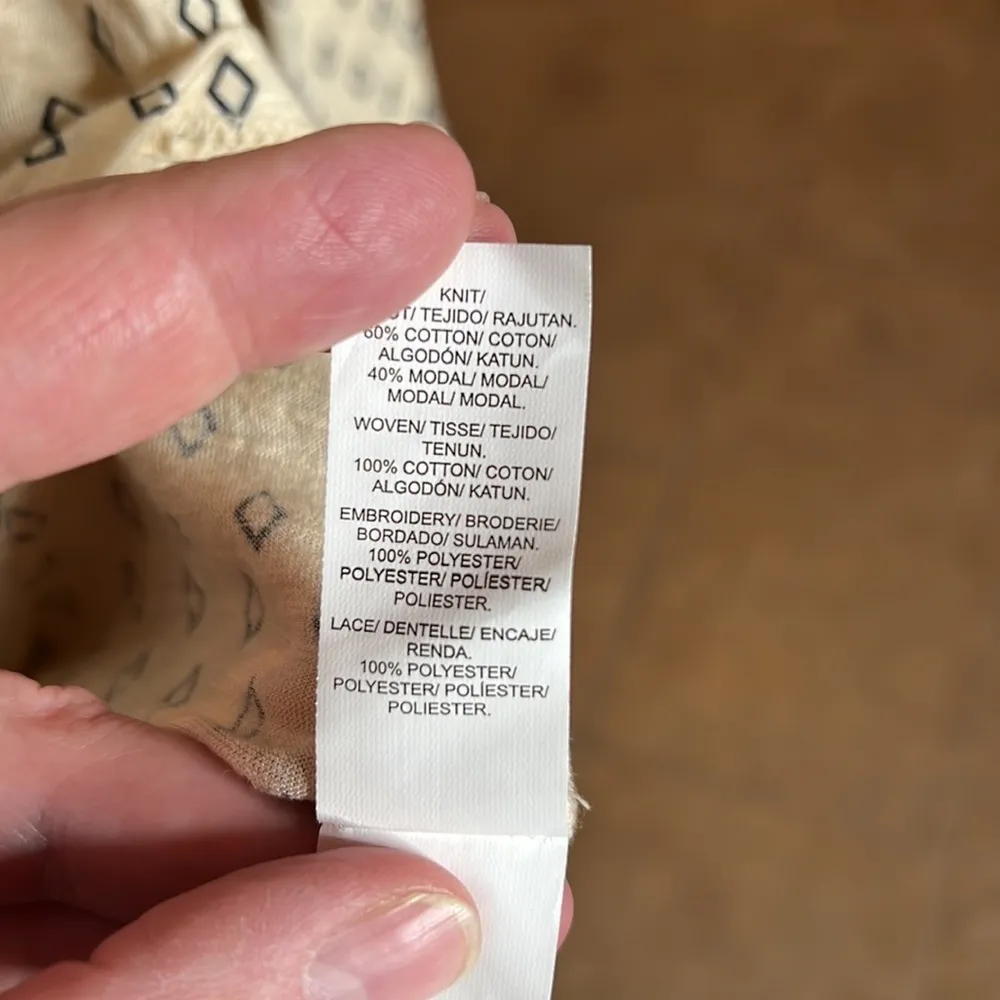 KNIT/
TEJIDO/ RAJUTAN.
60% COTTON/ COTON/
ALGODÓN/ KATUN.
40% MODAL/ MODAL/
MODAL/ MODAL.
WOVEN/ TISSE/ TEJIDO/
TENUN.
100% COTTON/ COTON/
ALGODÓN/ KATUN.
EMBROIDERY/ BRODERIE/
BORDADO/ SULAMAN.
100% POLYESTER/
POLYESTER/ POLÍESTER/
POLIESTER.
LACE/ DENTELLE/ ENCAJE/
RENDA.
100% POLYESTER/
POLYESTER/ POLÍESTER/
POLIESTER.